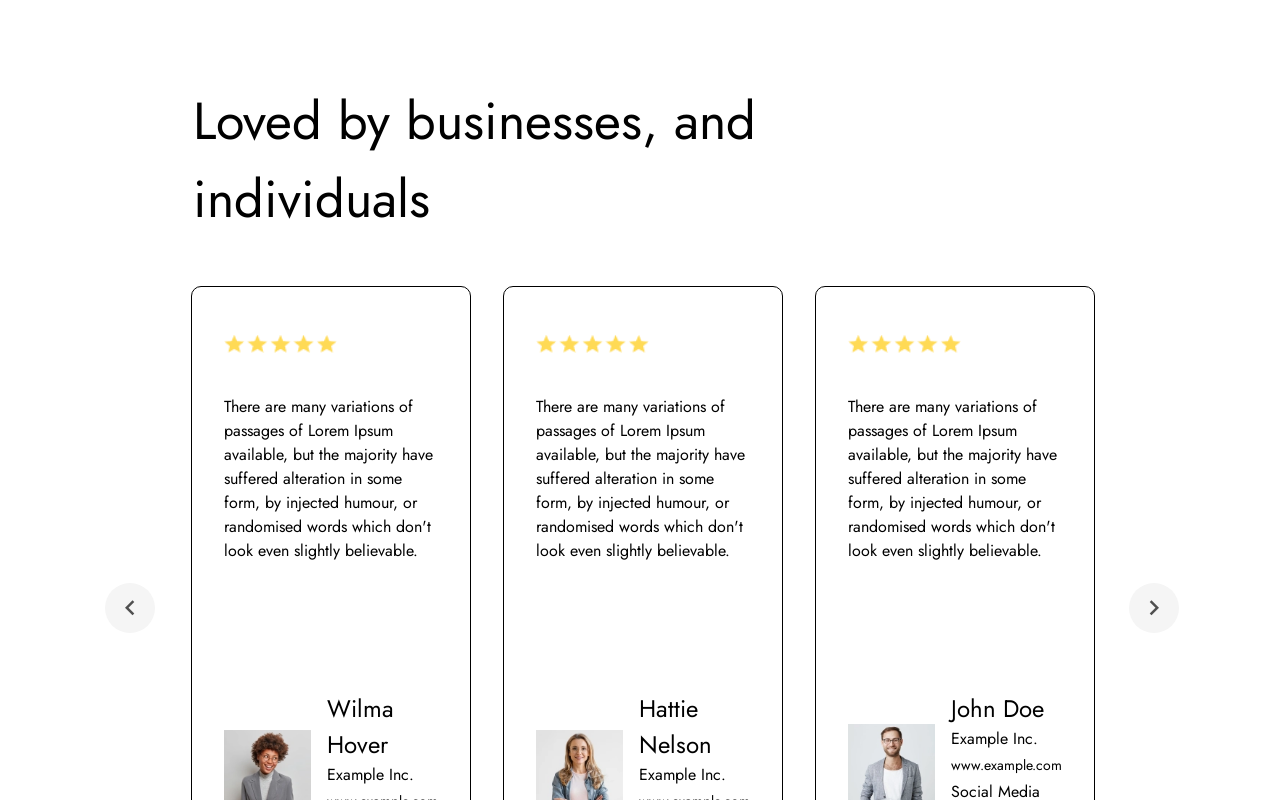 Loved by businesses, and
individuals
There are many variations of
passages of Lorem Ipsum
available, but the majority have
suffered alteration in some
form, by injected humour, or
randomised words which don't
look even slightly believable.
Wilma
Hover
Example Inc.
www.example.com
There are many variations of
passages of Lorem Ipsum
available, but the majority have
suffered alteration in some
form, by injected humour, or
randomised words which don't
look even slightly believable.
Hattie
Nelson
Example Inc.
www.example.com
There are many variations of
passages of Lorem Ipsum
available, but the majority have
suffered alteration in some
form, by injected humour, or
randomised words which don't
look even slightly believable.
John Doe
Example Inc.
www.example.com
Social Media